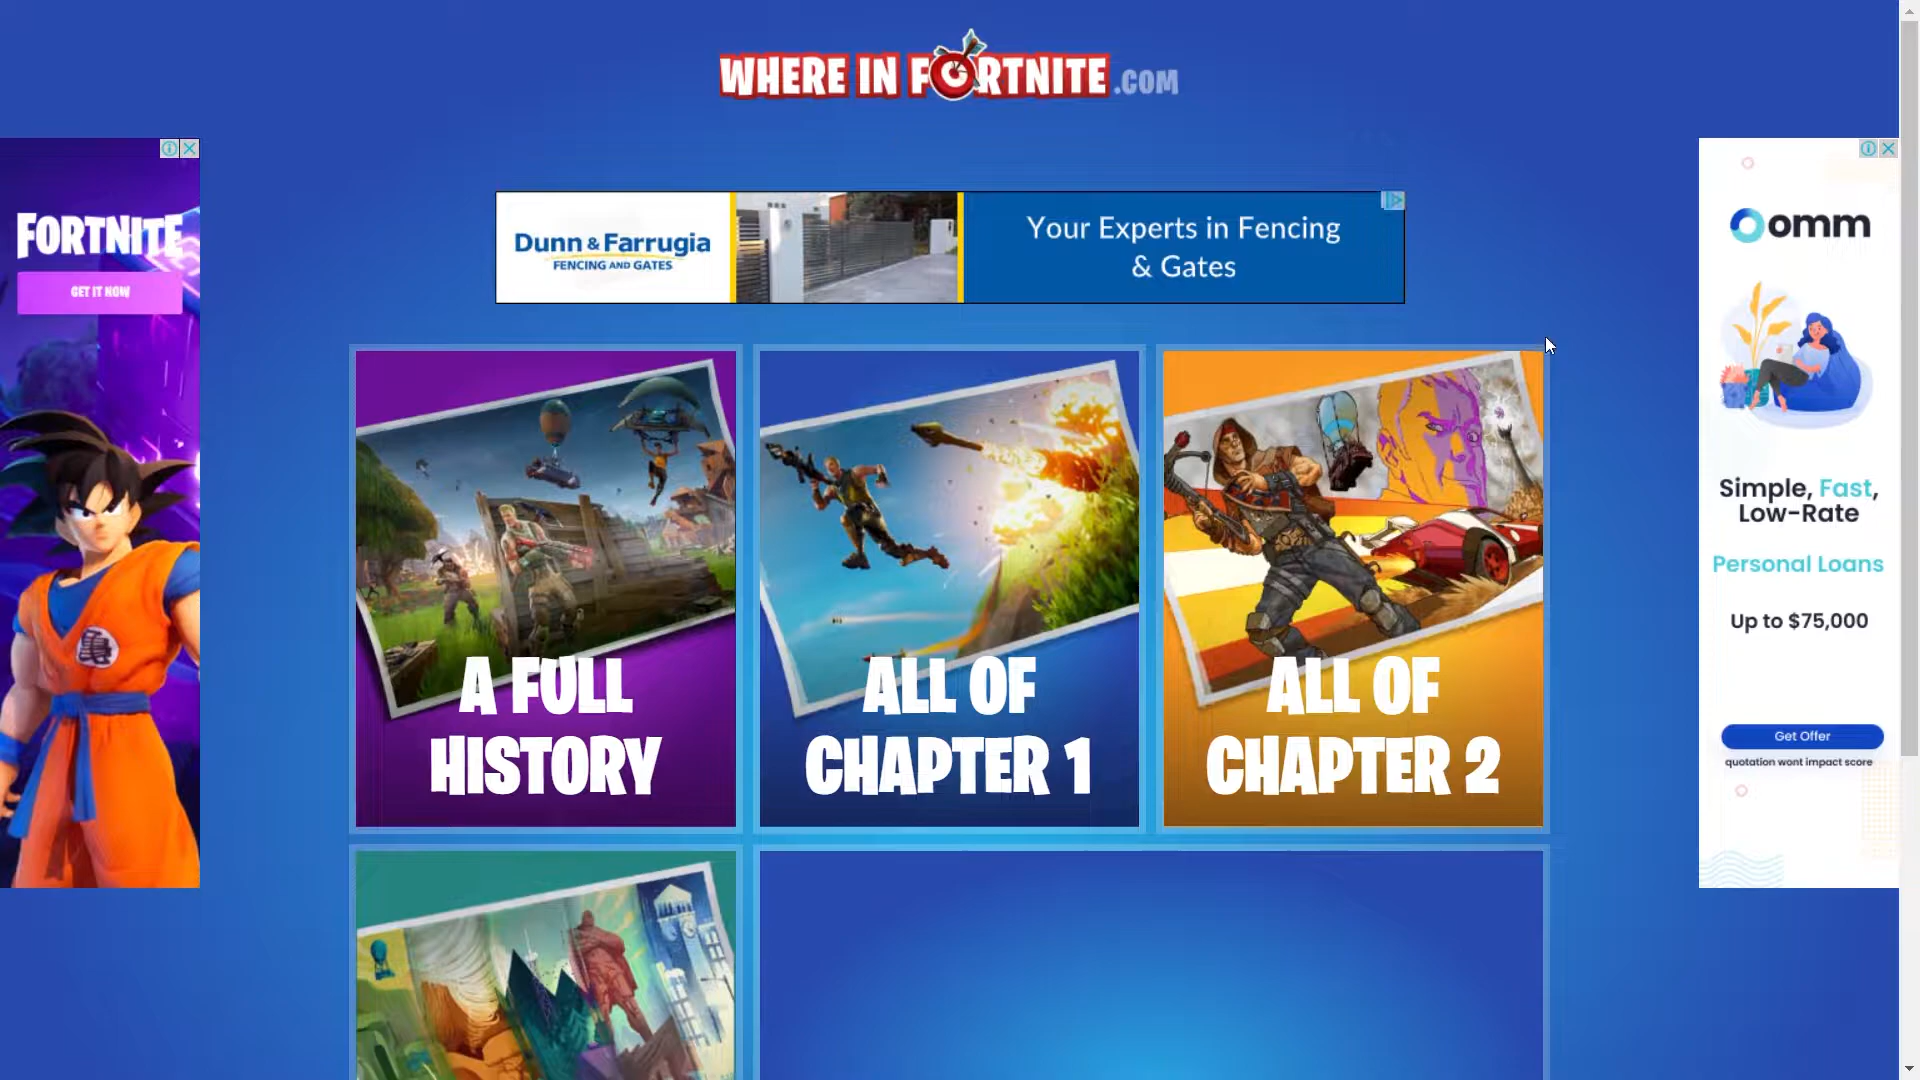 WHERE IN FORTNITE.COM
FORTNITE
GET IT NOW
Dunn & Farrugia
FENCING AND GATES
Your Experts in Fencing
& Gates
omm
Simple, Fast,
Low-Rate
Personal Loans
Up to $75,000
Get Offer
quotation wont impact score
A FULL
HISTORY
ALL OF
CHAPTER 1
ALL OF
CHAPTER 2